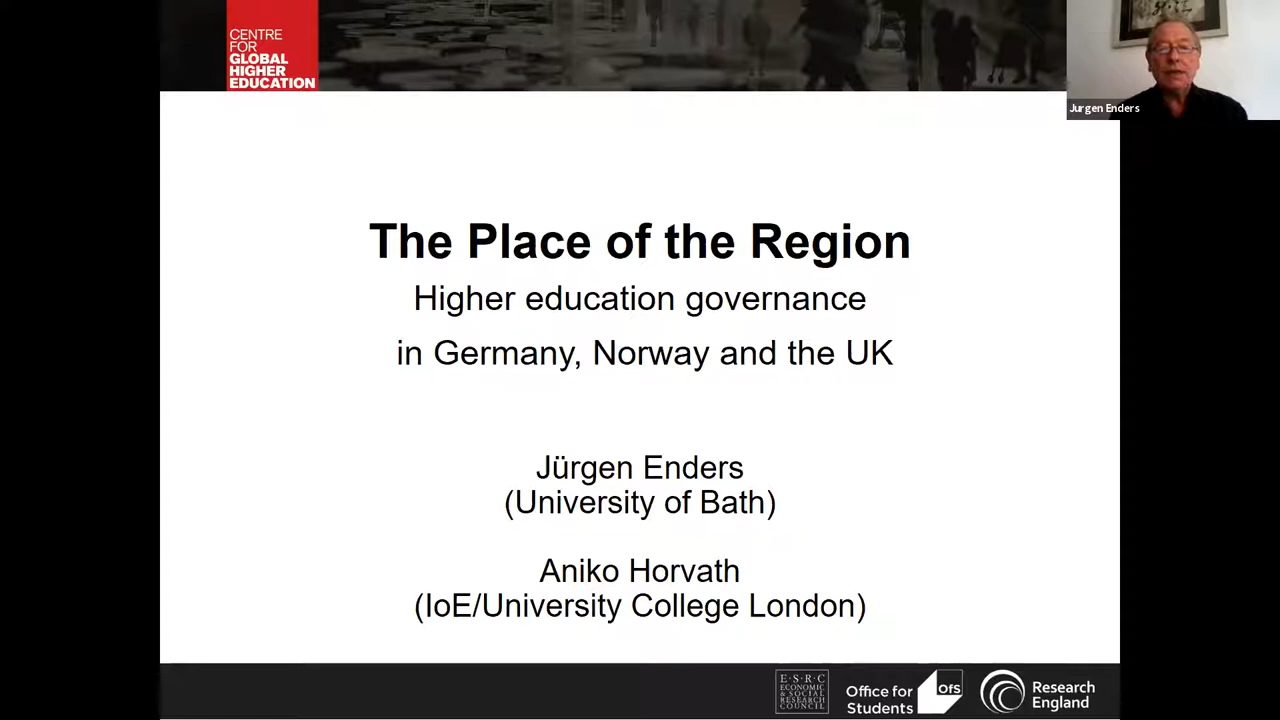 CENTRE
FOR
GLOBAL
HIGHER
EDUCATION
Jurgen Enders
The Place of the Region
Higher education governance
in Germany, Norway and the UK
Jürgen Enders
(University of Bath)
Aniko Horvath
(IoE/University College London)
E·S·R·C
ECONOMIC
& SOCIAL
RESEARCH
COUNCIL
Office for
Students
OfS
Research
England